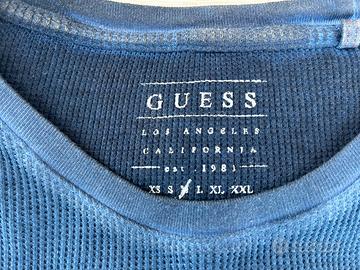 GUESS
LOS ANGELES
CALIFORNIA
est. 1981
XS S M L XL XXL